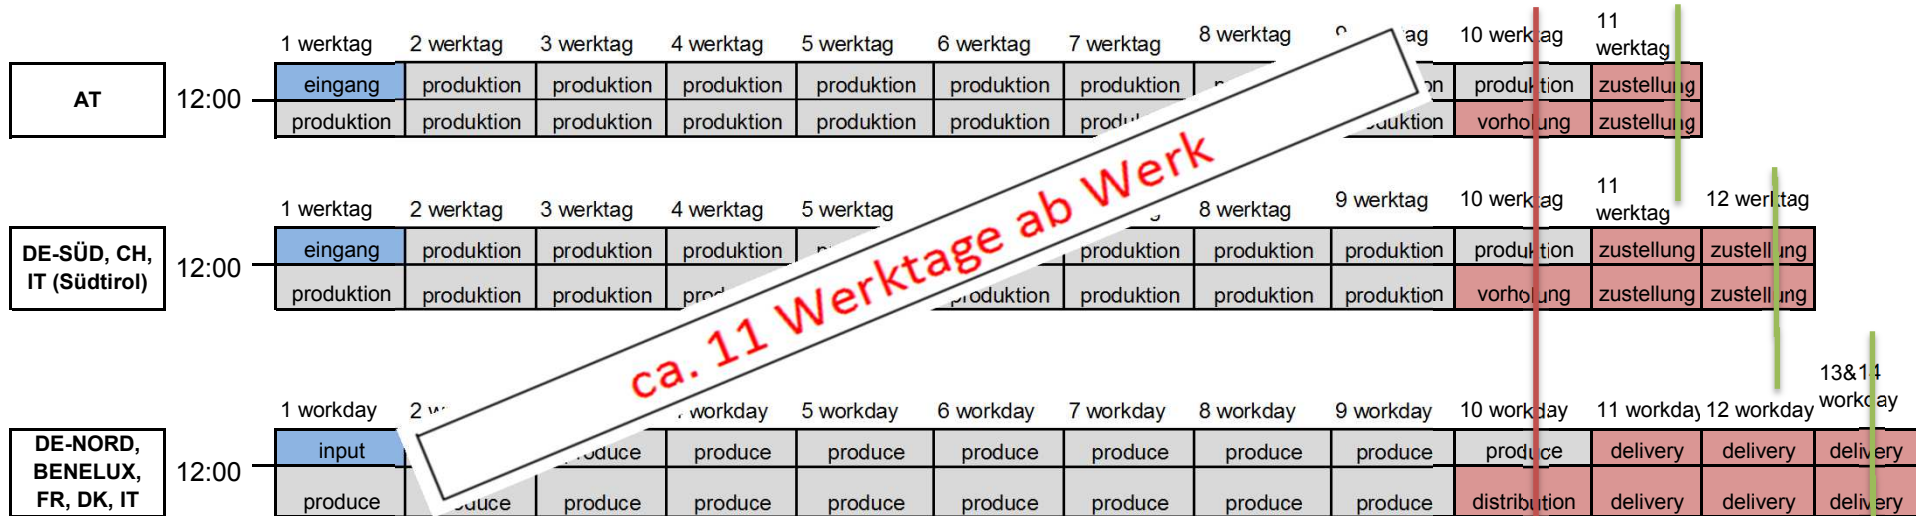 1 werktag 2 werktag 3 werktag 4 werktag 5 werktag 6 werktag 7 werktag 8 werktag 10 werktag 11 werktag
AT 12:00
eingang produktion produktion produktion produktion produktion produktion produktion zustellung
produktion produktion produktion produktion produktion produktion vorholung zustellung
1 werktag 2 werktag 3 werktag 4 werktag 5 werktag 8 werktag 9 werktag 10 werktag 11 werktag 12 werktag
DE-SÜD, CH,
IT (Südtirol)
12:00
eingang produktion produktion produktion produktion produktion produktion produktion zustellung zustellung
produktion produktion produktion produktion produktion produktion produktion vorholung zustellung zustellung
ca. 11 Werktage ab Werk
1 workday workday 5 workday 6 workday 7 workday 8 workday 9 workday 10 workday 11 workday 12 workday 13&14 workday
DE-NORD,
BENELUX,
FR, DK, IT
12:00
input produce produce produce produce produce produce produce delivery delivery delivery
produce produce produce produce produce produce produce produce distribution delivery delivery delivery